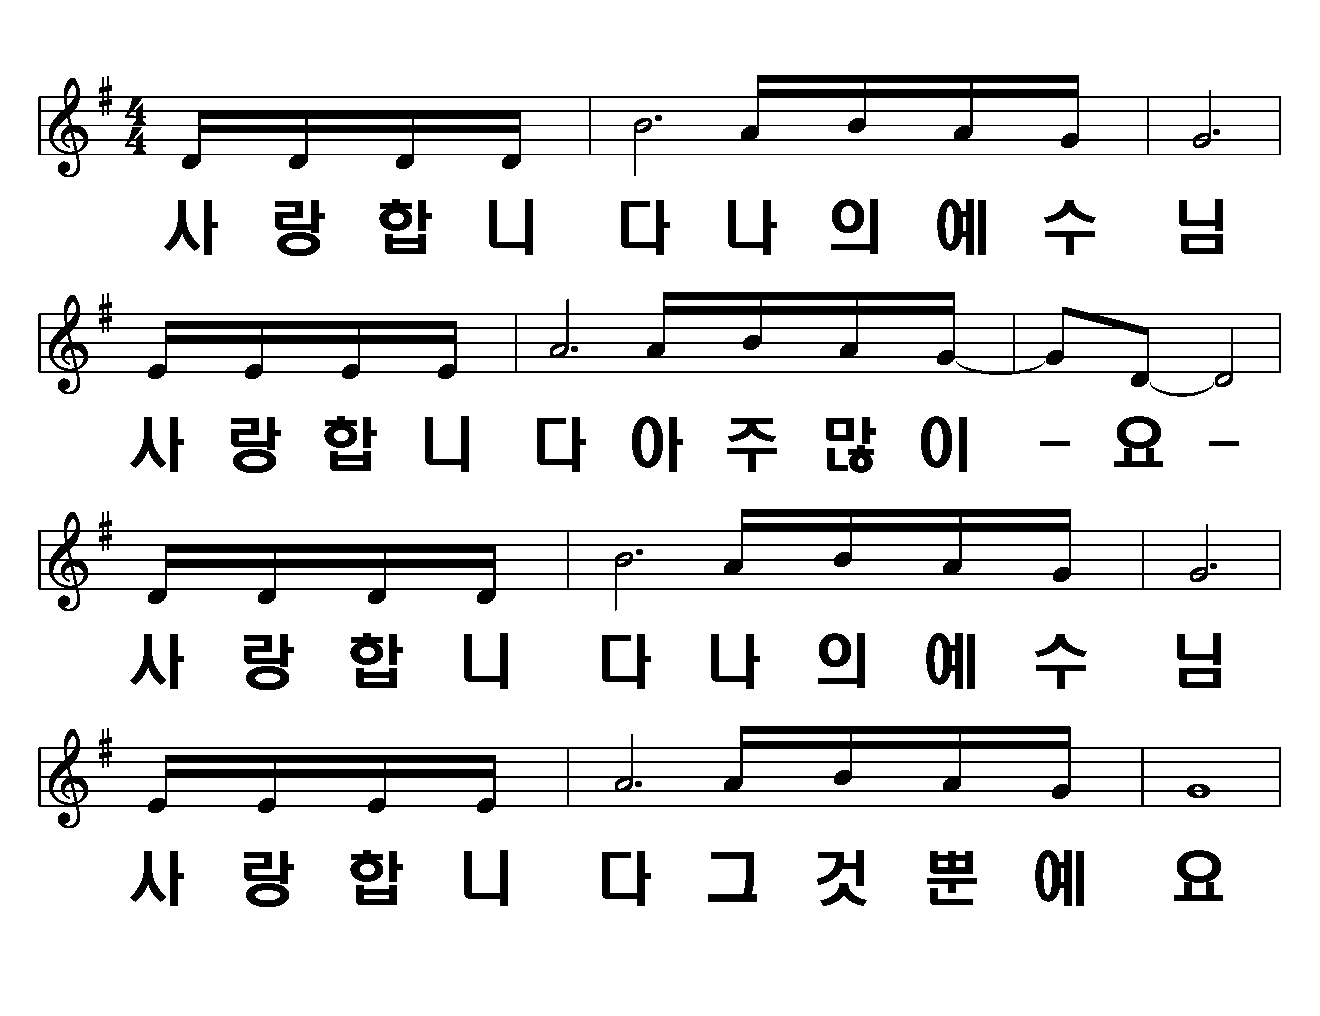 사 랑 합 니 다 나 의 예 수 님
사 랑 합 니 다 아 주 많 이 - 요 -
사 랑 합 니 다 나 의 예 수 님
사 랑 합 니 다 그 것 뿐 예 요